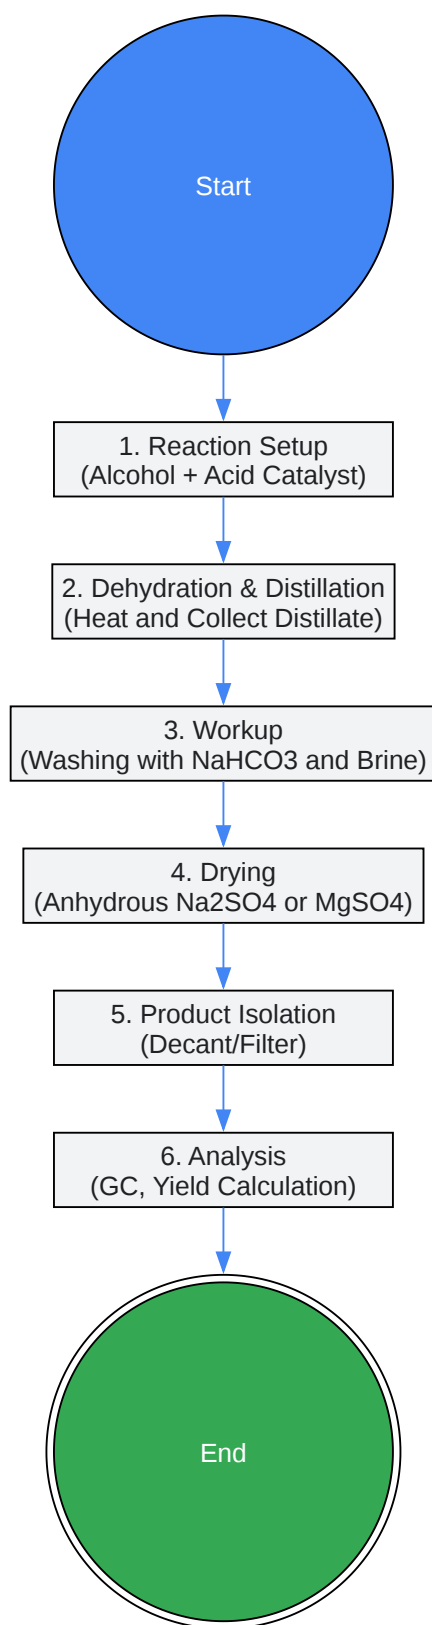 Start
1. Reaction Setup
(Alcohol + Acid Catalyst)
2. Dehydration & Distillation
(Heat and Collect Distillate)
3. Workup
(Washing with NaHCO3 and Brine)
4. Drying
(Anhydrous Na2SO4 or MgSO4)
5. Product Isolation
(Decant/Filter)
6. Analysis
(GC, Yield Calculation)
End